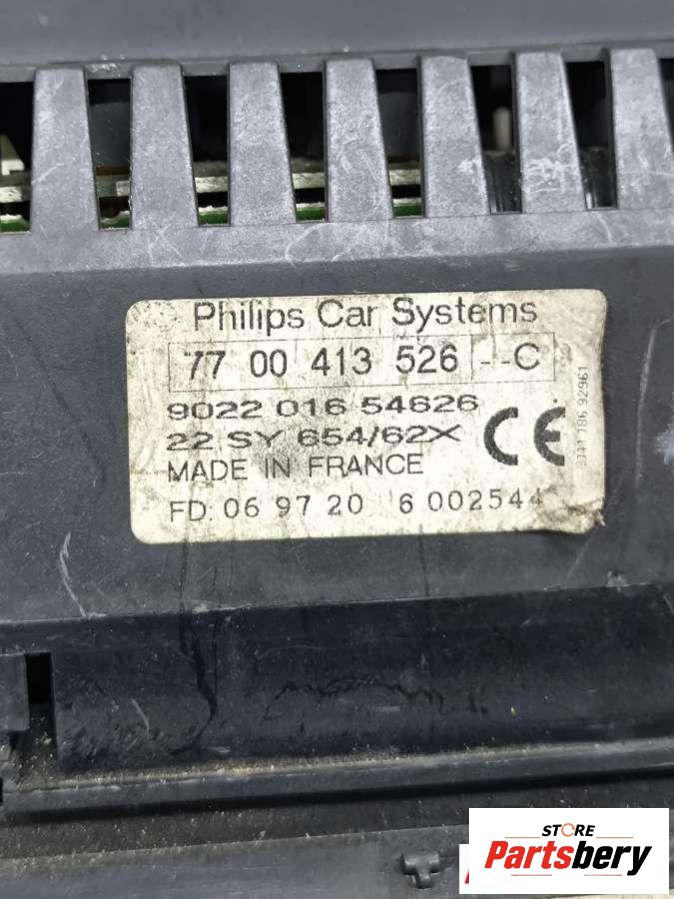 Philips Car Systems
77 00 413 526 --C
9022 016 54626
22 SY 654/62X
CE
MADE IN FRANCE
FD: 06 97 20 6 002544
STORE
Partsbery